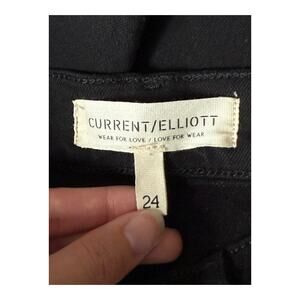 CURRENT/ELLIOTT
WEAR FOR LOVE / LOVE FOR WEAR
24